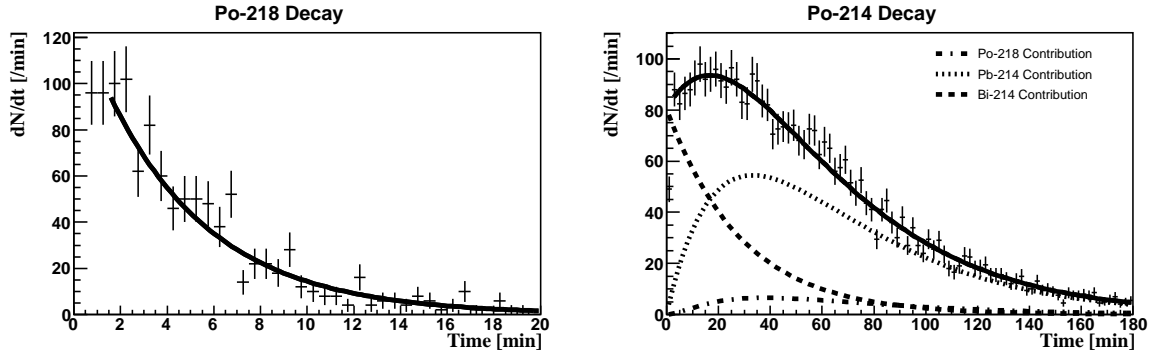 Po-218 Decay
dN/dt [/min]
120
100
80
60
40
20
0
0 2 4 6 8 10 12 14 16 18 20
Time [min]
Po-214 Decay
dN/dt [/min]
100
80
60
40
20
0
Po-218 Contribution
Pb-214 Contribution
Bi-214 Contribution
0 20 40 60 80 100 120 140 160 180
Time [min]